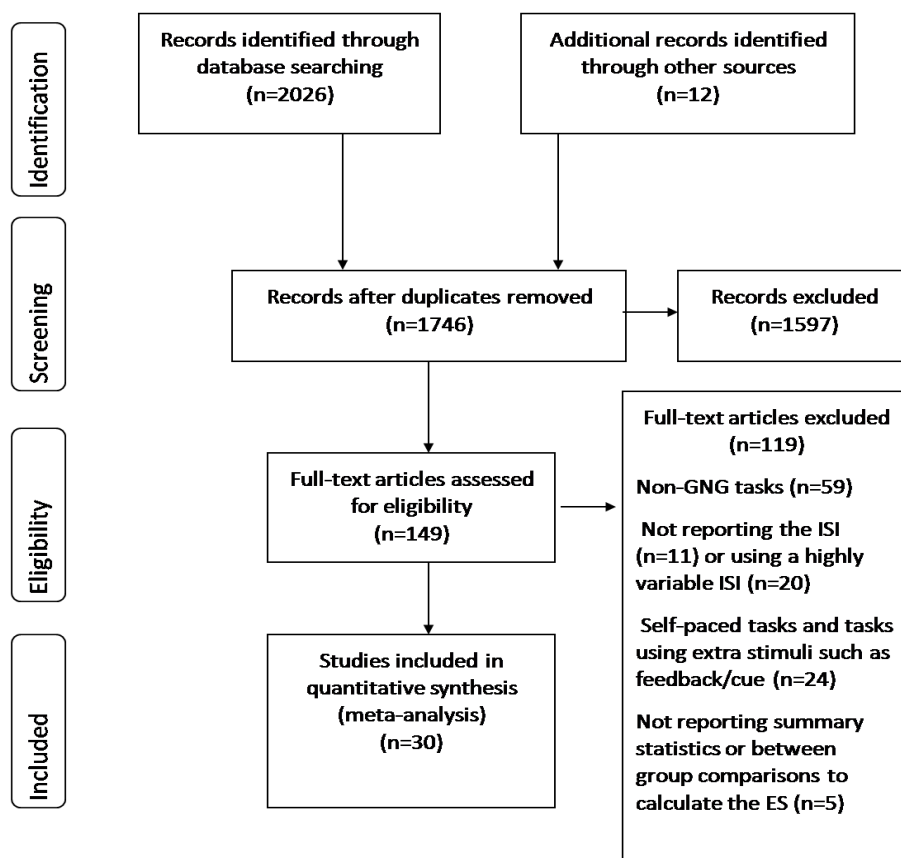 Identification
Records identified through
database searching
(n=2026)
Additional records identified
through other sources
(n=12)
Screening
Records after duplicates removed
(n=1746)
Records excluded
(n=1597)
Eligibility
Full-text articles assessed
for eligibility
(n=149)
Full-text articles excluded
(n=119)
Non-GNG tasks (n=59)
Not reporting the ISI
(n=11) or using a highly
variable ISI (n=20)
Self-paced tasks and tasks
using extra stimuli such as
feedback/cue (n=24)
Not reporting summary
statistics or between
group comparisons to
calculate the ES (n=5)
Included
Studies included in
quantitative synthesis
(meta-analysis)
(n=30)